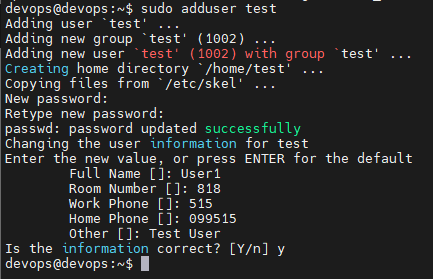 devops@devops:~$ sudo adduser test
Adding user `test' ...
Adding new group `test' (1002) ...
Adding new user `test' (1002) with group `test' ...
Creating home directory `/home/test' ...
Copying files from `/etc/skel' ...
New password:
Retype new password:
passwd: password updated successfully
Changing the user information for test
Enter the new value, or press ENTER for the default
Full Name []: User1
Room Number []: 818
Work Phone []: 515
Home Phone []: 099515
Other []: Test User
Is the information correct? [Y/n] y
devops@devops:~$